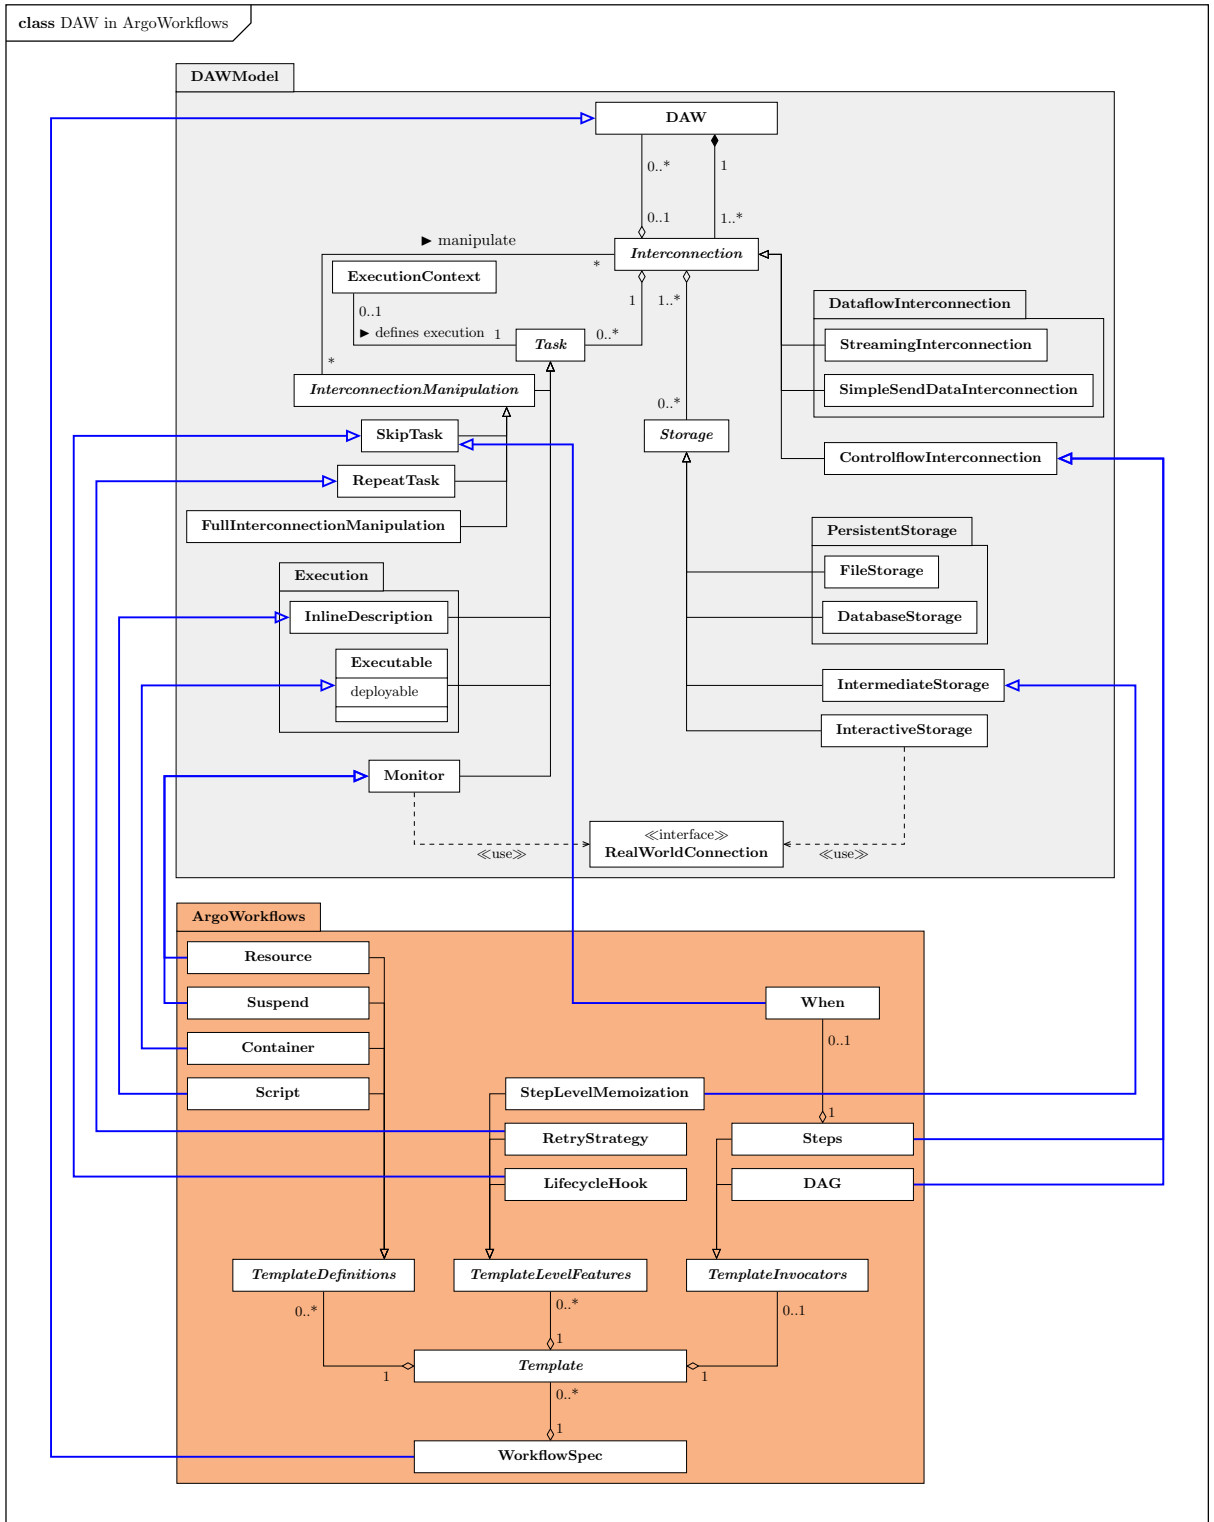 class DAW in ArgoWorkflows
DAWModel
DAW
0..*
1
0..1
1..*
▶ manipulate
Interconnection
*
ExecutionContext
1
1..*
0..1
DataflowInterconnection
▶ defines execution
1
0..*
Task
StreamingInterconnection
*
InterconnectionManipulation
SimpleSendDataInterconnection
0..*
SkipTask
Storage
ControlflowInterconnection
RepeatTask
FullInterconnectionManipulation
PersistentStorage
Execution
FileStorage
InlineDescription
DatabaseStorage
Executable
deployable
IntermediateStorage
InteractiveStorage
Monitor
≪interface≫
RealWorldConnection
≪use≫
≪use≫
ArgoWorkflows
Resource
Suspend
When
Container
0..1
Script
StepLevelMemoization
1
RetryStrategy
Steps
LifecycleHook
DAG
TemplateDefinitions
TemplateLevelFeatures
TemplateInvocators
0..*
0..*
0..1
1
Template
1
1
0..*
1
WorkflowSpec